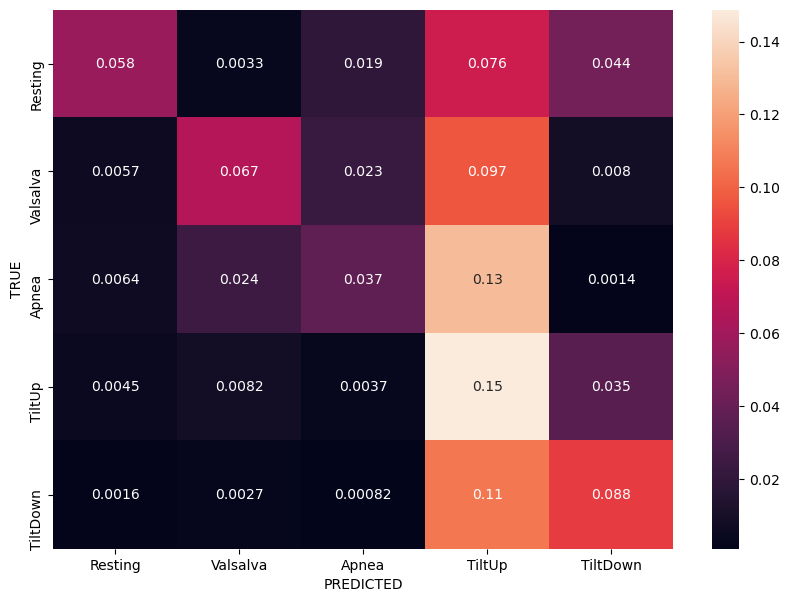 Resting 0.058 0.0033 0.019 0.076 0.044
Valsalva 0.0057 0.067 0.023 0.097 0.008
Apnea 0.0064 0.024 0.037 0.13 0.0014
TiltUp 0.0045 0.0082 0.0037 0.15 0.035
TiltDown 0.0016 0.0027 0.00082 0.11 0.088
TRUE
Resting Valsalva Apnea TiltUp TiltDown
PREDICTED
0.14
0.12
0.10
0.08
0.06
0.04
0.02